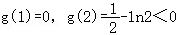 g(1)=0, g(2)=1/2-ln2<0